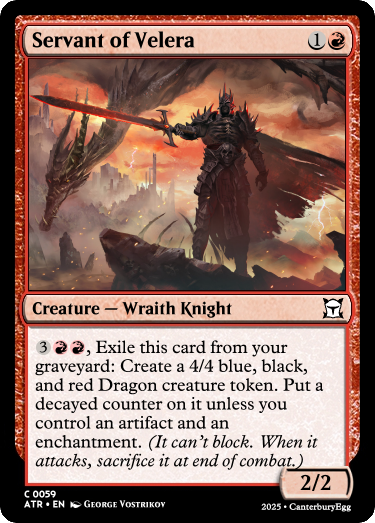 Servant of Velera 1
Creature — Wraith Knight
3, Exile this card from your
graveyard: Create a 4/4 blue, black,
and red Dragon creature token. Put a
decayed counter on it unless you
control an artifact and an
enchantment. (It can't block. When it
attacks, sacrifice it at end of combat.)
2/2
C 0059
ATR • EN George Vostrikov
2025 • CanterburyEgg